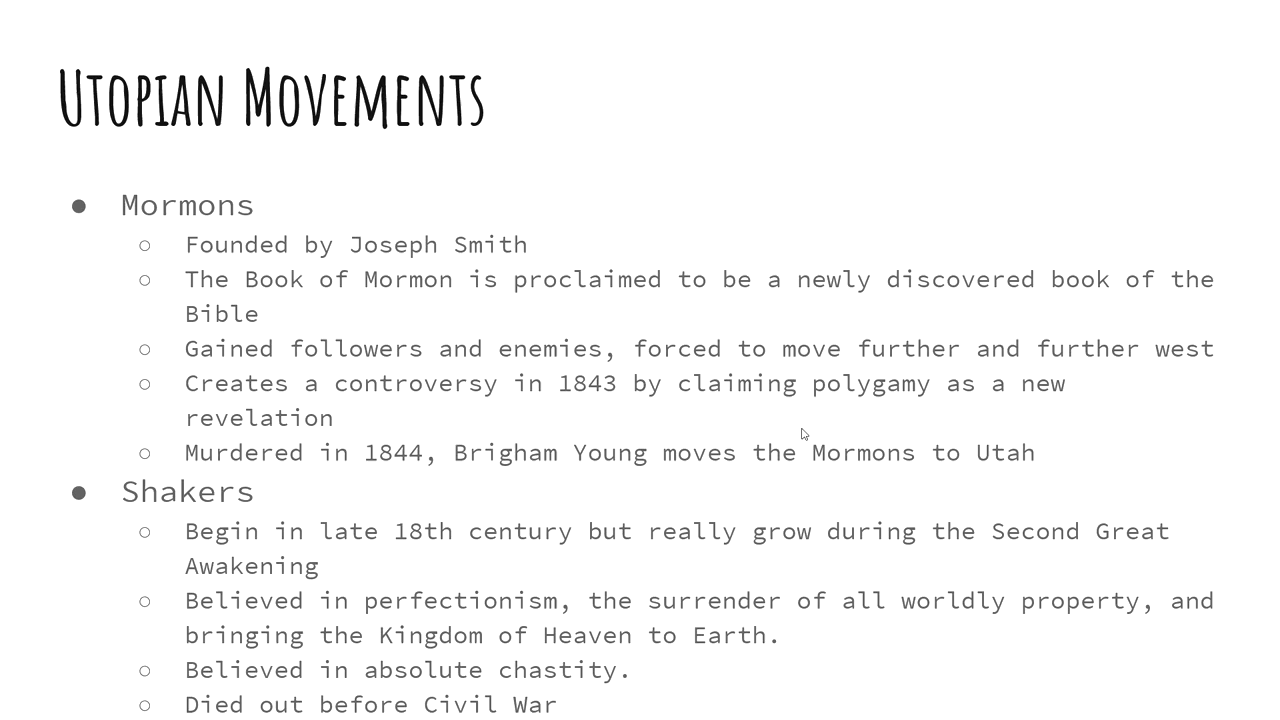 Utopian Movements
● Mormons
○ Founded by Joseph Smith
○ The Book of Mormon is proclaimed to be a newly discovered book of the
Bible
○ Gained followers and enemies, forced to move further and further west
○ Creates a controversy in 1843 by claiming polygamy as a new
revelation
○ Murdered in 1844, Brigham Young moves the Mormons to Utah
● Shakers
○ Begin in late 18th century but really grow during the Second Great
Awakening
○ Believed in perfectionism, the surrender of all worldly property, and
bringing the Kingdom of Heaven to Earth.
○ Believed in absolute chastity.
○ Died out before Civil War